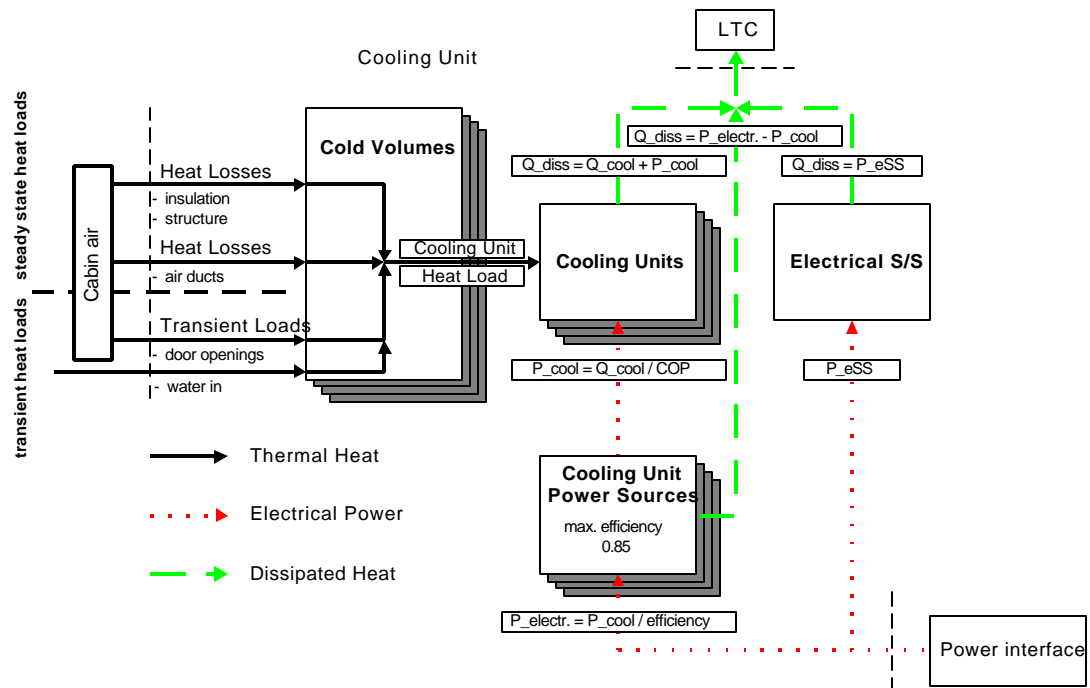 LTC
Cooling Unit
Q_diss = P_electr. - P_cool
Cold Volumes
Q_diss = Q_cool + P_cool
Q_diss = P_eSS
steady state heat loads
transient heat loads
Cabin air
Heat Losses
- insulation
- structure
Heat Losses
- air ducts
Transient Loads
- door openings
- water in
Cooling Unit
Heat Load
Cooling Units
Electrical S/S
P_cool = Q_cool / COP
P_eSS
Thermal Heat
Electrical Power
Dissipated Heat
Cooling Unit
Power Sources
max. efficiency
0.85
P_electr. = P_cool / efficiency
Power interface